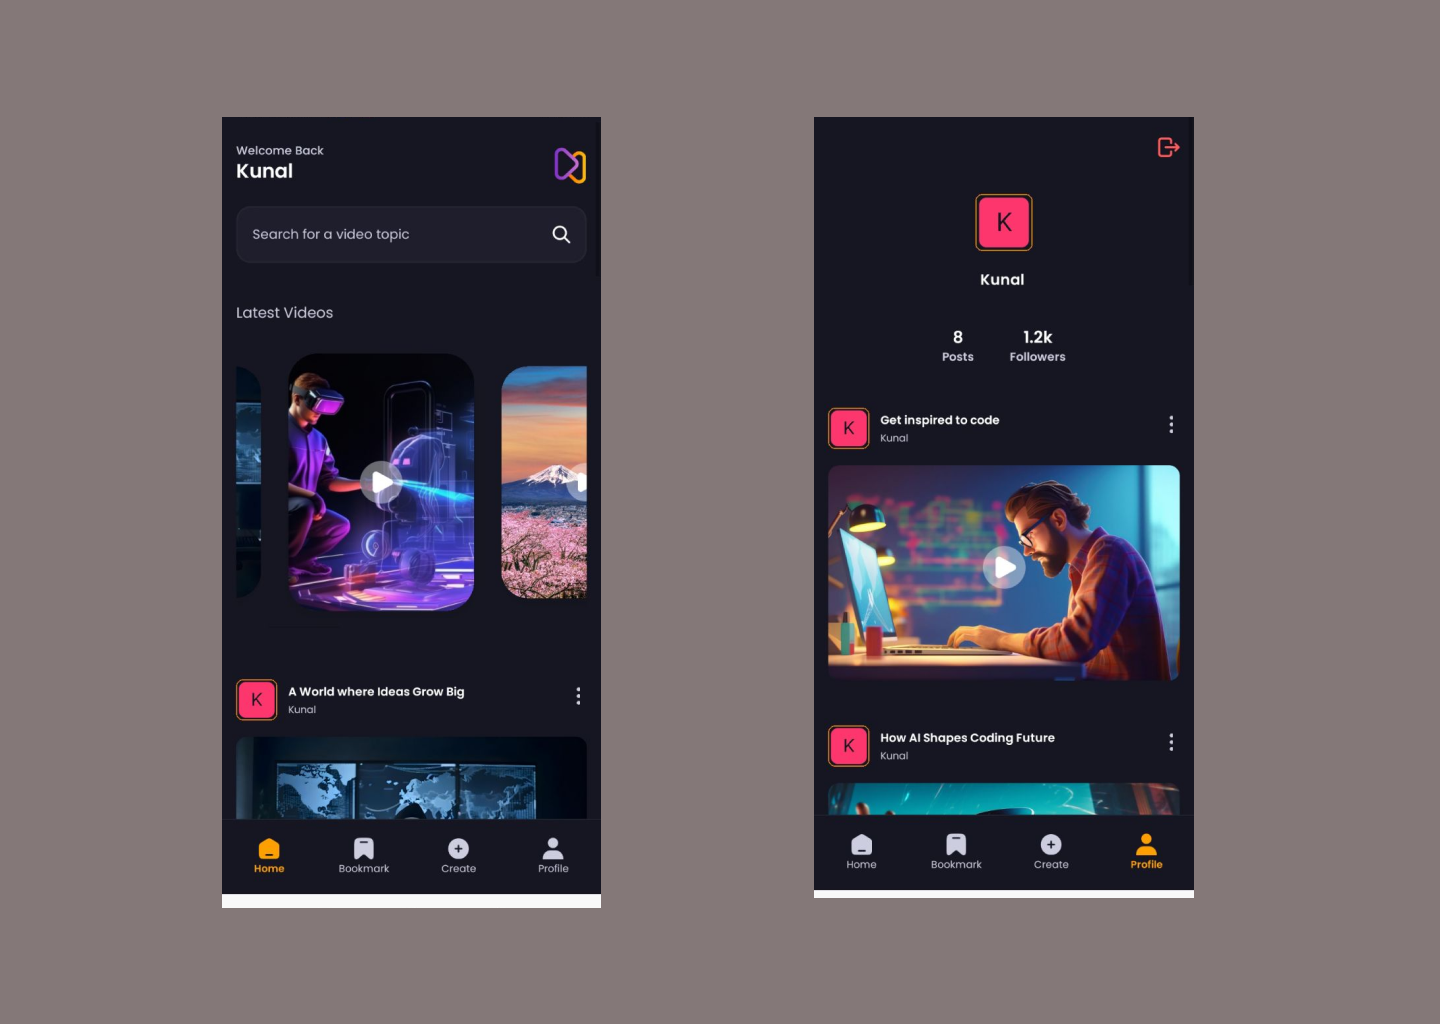 Welcome Back
Kunal
Search for a video topic
Latest Videos
K
A World where Ideas Grow Big
Kunal
Home
Bookmark
Create
Profile
K
Kunal
8
Posts
1.2k
Followers
K
Get inspired to code
Kunal
K
How AI Shapes Coding Future
Kunal
Home
Bookmark
Create
Profile